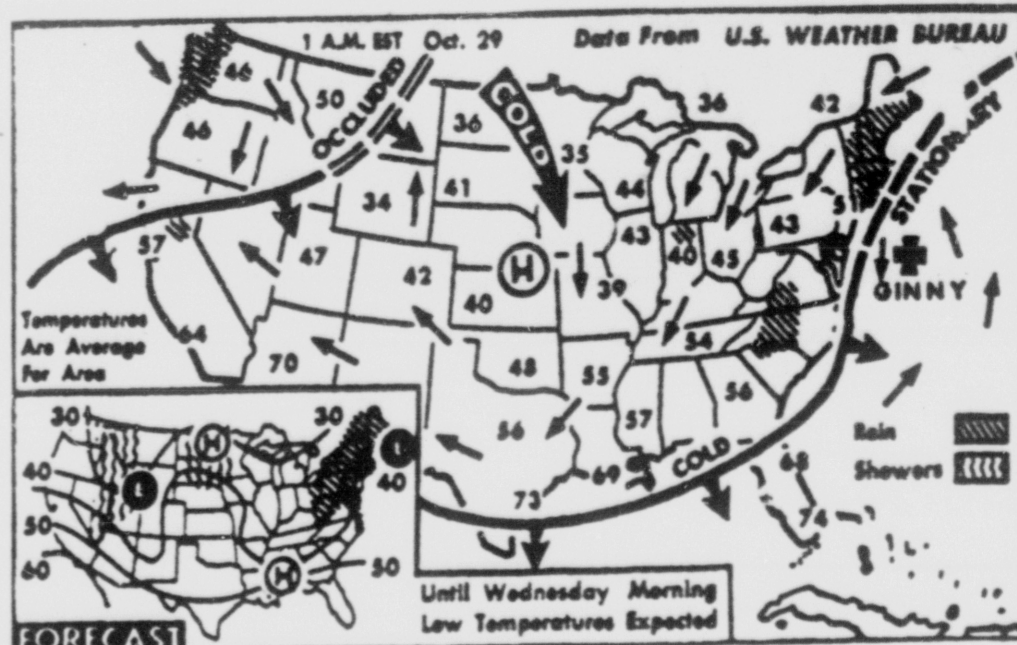 1 A.M. EST Oct. 29
Data From U.S. WEATHER BUREAU
46
50
OCCLUDED
COLD
36
36
42
46
35
STATIONARY
41
44
34
43
5
57
47
43
40
45
42
H
GINNY
40
39
Temperatures
Are Average
For Area
64
54
70
48
55
56
57
56
Rain
COLD
68
Showers
69
73
74
30
H
30
L
40
L
40
50
60
H
50
Until Wednesday Morning
Low Temperatures Expected
FORECAST